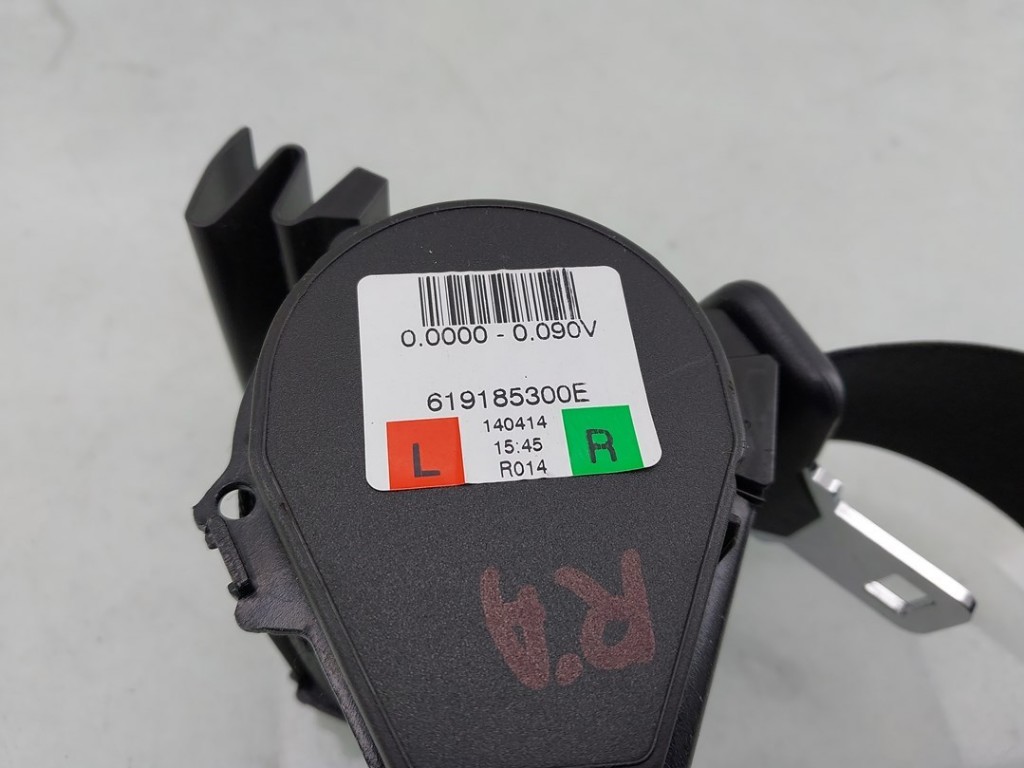 0.0000 - 0.090V
619185300E
140414
L 15:45 R
R014